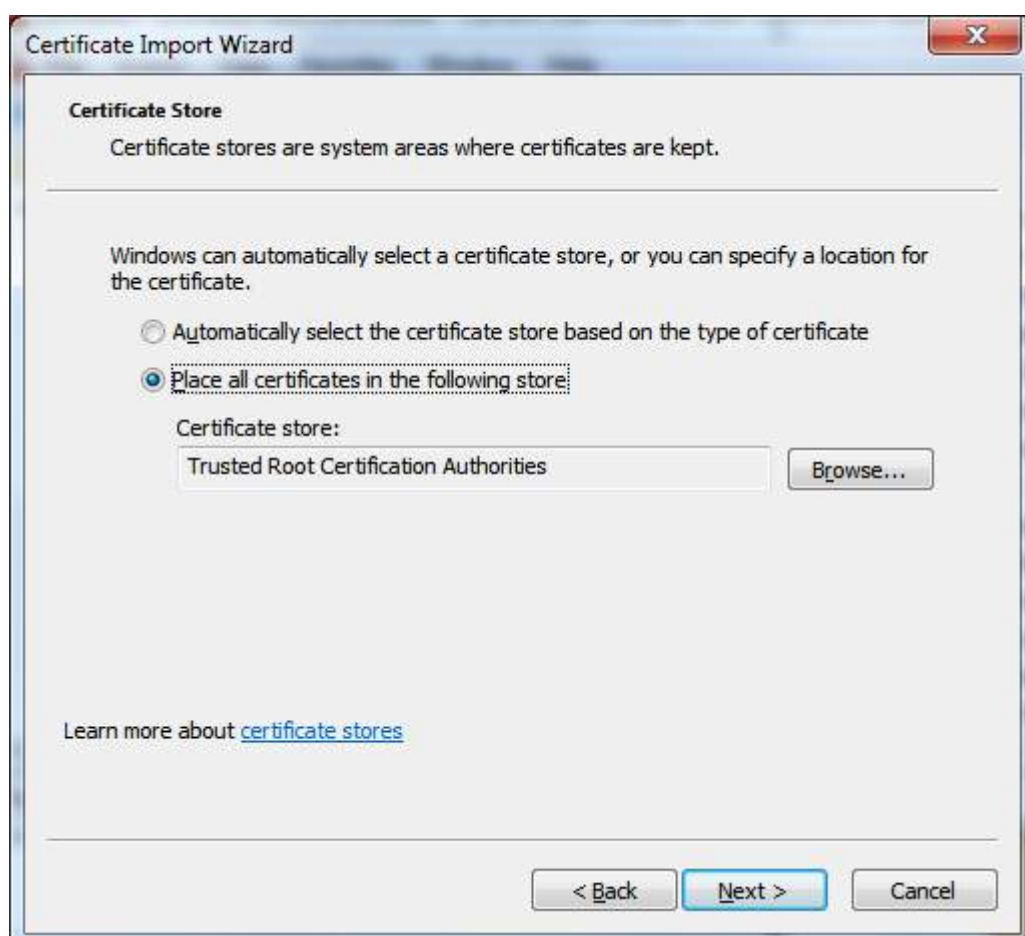 Certificate Import Wizard
Certificate Store
Certificate stores are system areas where certificates are kept.
Windows can automatically select a certificate store, or you can specify a location for
the certificate.
Automatically select the certificate store based on the type of certificate
Place all certificates in the following store
Certificate store:
Trusted Root Certification Authorities
Browse...
Learn more about certificate stores
< Back
Next >
Cancel